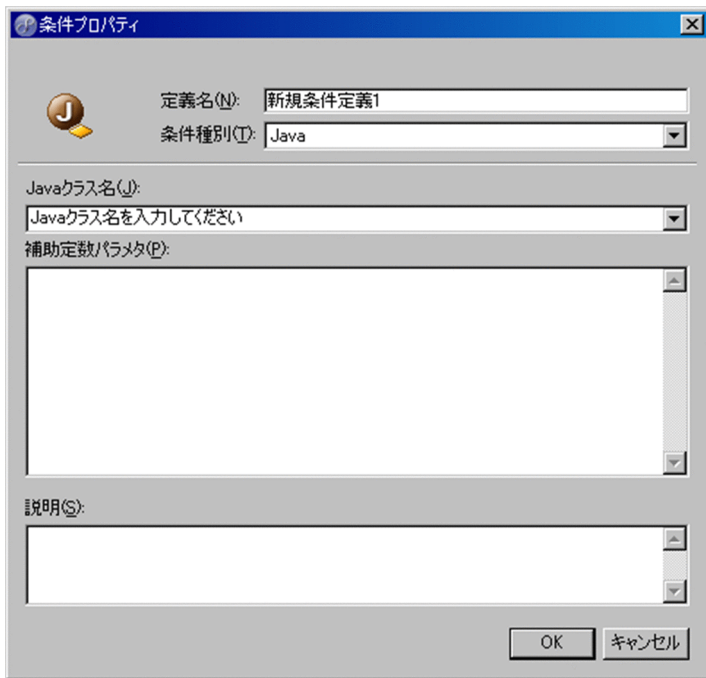 条件プロパティ
定義名(N): 新規条件定義1
条件種別(T): Java
Javaクラス名(J):
Javaクラス名を入力してください
補助定数パラメタ(P):
説明(S):
OK キャンセル